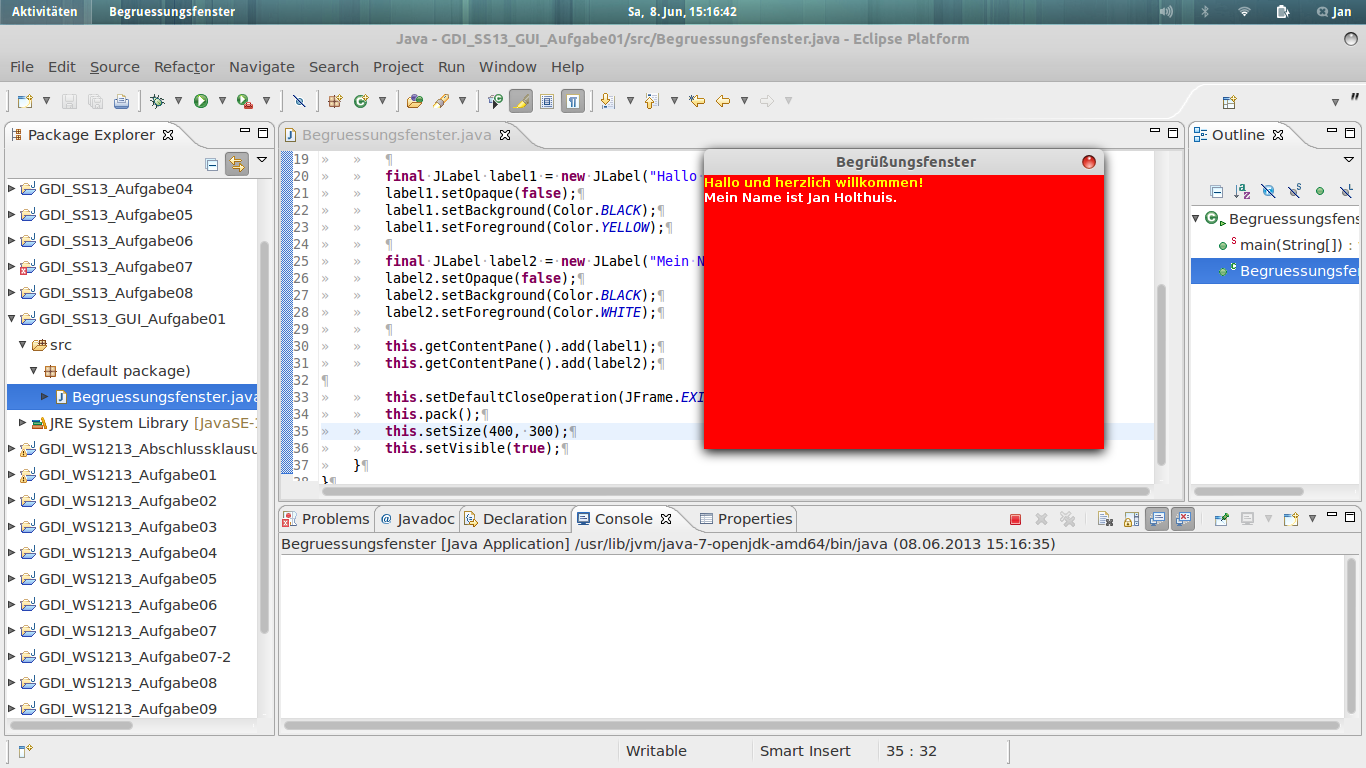 Aktivitäten Begruessungsfenster Sa, 8. Jun, 15:16:42 Jan
Java - GDI_SS13_GUI_Aufgabe01/src/Begruessungsfenster.java - Eclipse Platform
File Edit Source Refactor Navigate Search Project Run Window Help
Package Explorer
GDI_SS13_Aufgabe04
GDI_SS13_Aufgabe05
GDI_SS13_Aufgabe06
GDI_SS13_Aufgabe07
GDI_SS13_Aufgabe08
GDI_SS13_GUI_Aufgabe01
src
(default package)
Begruessungsfenster.java
JRE System Library [JavaSE-1
GDI_WS1213_Abschlussklausu
GDI_WS1213_Aufgabe01
GDI_WS1213_Aufgabe02
GDI_WS1213_Aufgabe03
GDI_WS1213_Aufgabe04
GDI_WS1213_Aufgabe05
GDI_WS1213_Aufgabe06
GDI_WS1213_Aufgabe07
GDI_WS1213_Aufgabe07-2
GDI_WS1213_Aufgabe08
GDI_WS1213_Aufgabe09
Begruessungsfenster.java
19 » » ¶
20 » » final·JLabel·label1·=·new·JLabel("Hallo
21 » » label1.setOpaque(false);¶
22 » » label1.setBackground(Color.BLACK);¶
23 » » label1.setForeground(Color.YELLOW);¶
24 » » ¶
25 » » final·JLabel·label2·=·new·JLabel("Mein·N
26 » » label2.setOpaque(false);¶
27 » » label2.setBackground(Color.BLACK);¶
28 » » label2.setForeground(Color.WHITE);¶
29 » » ¶
30 » » this.getContentPane().add(label1);¶
31 » » this.getContentPane().add(label2);¶
32 ¶
33 » » this.setDefaultCloseOperation(JFrame.EXI
34 » » this.pack();¶
35 » » this.setSize(400,·300);¶
36 » » this.setVisible(true);¶
37 » }¶
38 }¶
Begrüßungsfenster
Hallo und herzlich willkommen!
Mein Name ist Jan Holthuis.
Outline
Begruessungsfens
main(String[]) :
Begruessungsfe
Problems Javadoc Declaration Console Properties
Begruessungsfenster [Java Application] /usr/lib/jvm/java-7-openjdk-amd64/bin/java (08.06.2013 15:16:35)
Writable Smart Insert 35 : 32